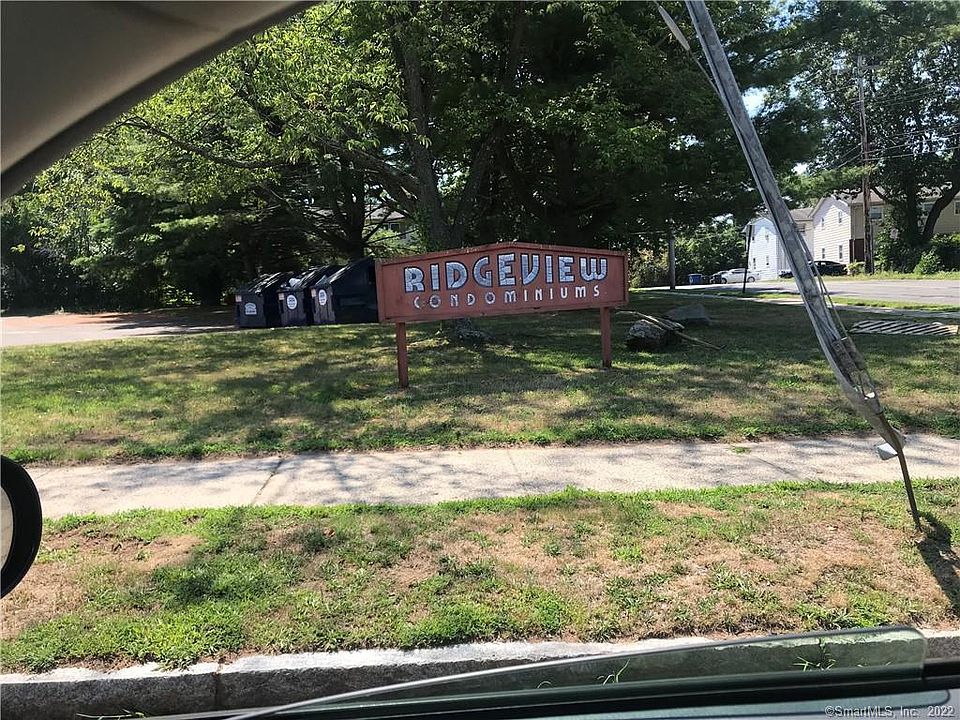 RIDGEVIEW
CONDOMINIUMS
©SmartMLS, Inc. 2022